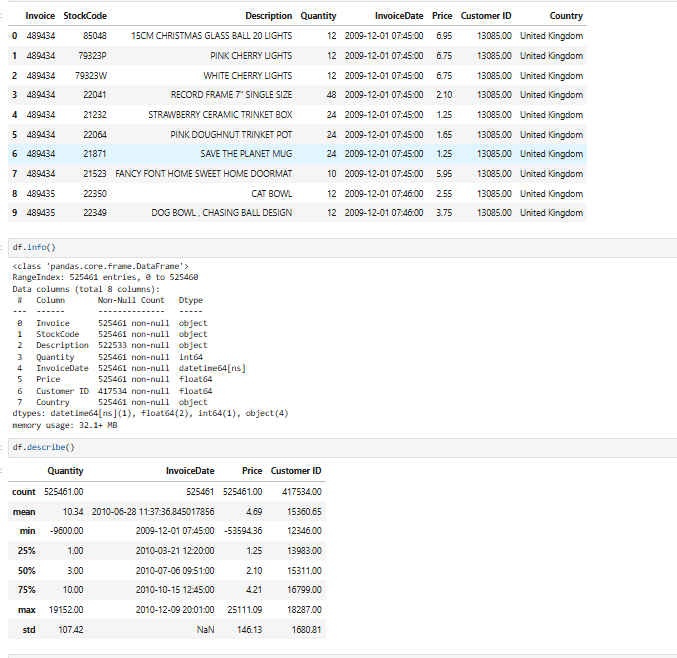 Invoice StockCode Description Quantity InvoiceDate Price Customer ID Country
0 489434 85048 15CM CHRISTMAS GLASS BALL 20 LIGHTS 12 2009-12-01 07:45:00 6.95 13085.00 United Kingdom
1 489434 79323P PINK CHERRY LIGHTS 12 2009-12-01 07:45:00 6.75 13085.00 United Kingdom
2 489434 79323W WHITE CHERRY LIGHTS 12 2009-12-01 07:45:00 6.75 13085.00 United Kingdom
3 489434 22041 RECORD FRAME 7" SINGLE SIZE 48 2009-12-01 07:45:00 2.10 13085.00 United Kingdom
4 489434 21232 STRAWBERRY CERAMIC TRINKET BOX 24 2009-12-01 07:45:00 1.25 13085.00 United Kingdom
5 489434 22064 PINK DOUGHNUT TRINKET POT 24 2009-12-01 07:45:00 1.65 13085.00 United Kingdom
6 489434 21871 SAVE THE PLANET MUG 24 2009-12-01 07:45:00 1.25 13085.00 United Kingdom
7 489434 21523 FANCY FONT HOME SWEET HOME DOORMAT 10 2009-12-01 07:45:00 5.95 13085.00 United Kingdom
8 489435 22350 CAT BOWL 12 2009-12-01 07:46:00 2.55 13085.00 United Kingdom
9 489435 22349 DOG BOWL , CHASING BALL DESIGN 12 2009-12-01 07:46:00 3.75 13085.00 United Kingdom
df.info()
<class 'pandas.core.frame.DataFrame'>
RangeIndex: 525461 entries, 0 to 525460
Data columns (total 8 columns):
# Column Non-Null Count Dtype
--- ------ -------------- -----
0 Invoice 525461 non-null object
1 StockCode 525461 non-null object
2 Description 522533 non-null object
3 Quantity 525461 non-null int64
4 InvoiceDate 525461 non-null datetime64[ns]
5 Price 525461 non-null float64
6 Customer ID 417534 non-null float64
7 Country 525461 non-null object
dtypes: datetime64[ns](1), float64(2), int64(1), object(4)
memory usage: 32.1+ MB
df.describe()
Quantity InvoiceDate Price Customer ID
count 525461.00 525461 525461.00 417534.00
mean 10.34 2010-06-28 11:37:36.845017856 4.69 15360.65
min -9600.00 2009-12-01 07:45:00 -53594.36 12346.00
25% 1.00 2010-03-21 12:20:00 1.25 13983.00
50% 3.00 2010-07-06 09:51:00 2.10 15311.00
75% 10.00 2010-10-15 12:45:00 4.21 16799.00
max 19152.00 2010-12-09 20:01:00 25111.09 18287.00
std 107.42 NaN 146.13 1680.81